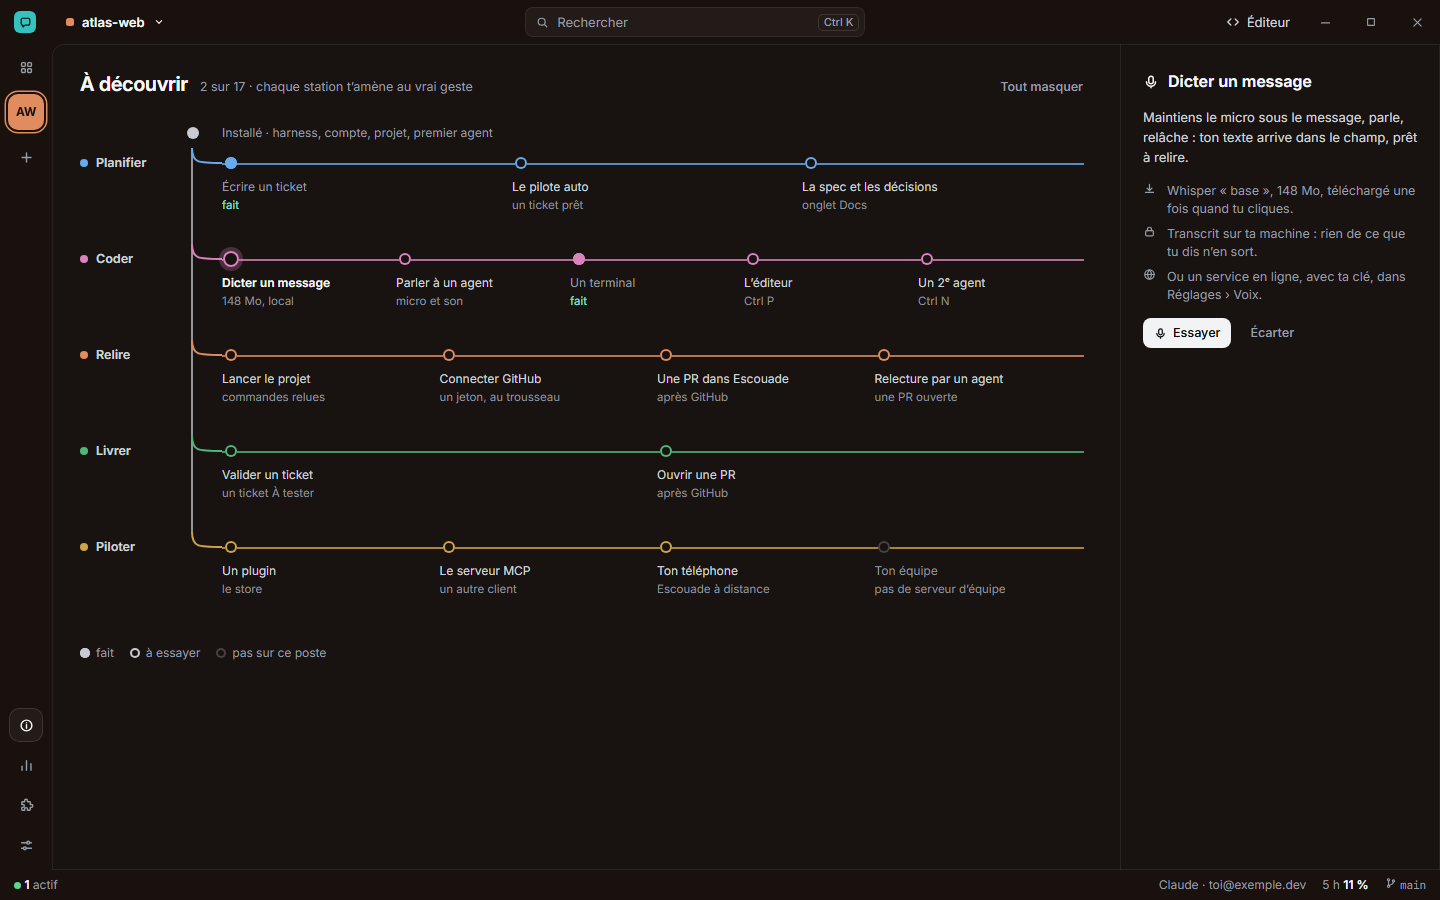 atlas-web
Rechercher
Ctrl K
Éditeur
AW
À découvrir
2 sur 17 · chaque station t’amène au vrai geste
Tout masquer
Installé · harness, compte, projet, premier agent
Planifier
Écrire un ticket
fait
Le pilote auto
un ticket prêt
La spec et les décisions
onglet Docs
Coder
Dicter un message
148 Mo, local
Parler à un agent
micro et son
Un terminal
fait
L’éditeur
Ctrl P
Un 2ᵉ agent
Ctrl N
Relire
Lancer le projet
commandes relues
Connecter GitHub
un jeton, au trousseau
Une PR dans Escouade
après GitHub
Relecture par un agent
une PR ouverte
Livrer
Valider un ticket
un ticket À tester
Ouvrir une PR
après GitHub
Piloter
Un plugin
le store
Le serveur MCP
un autre client
Ton téléphone
Escouade à distance
Ton équipe
pas de serveur d’équipe
fait
à essayer
pas sur ce poste
Dicter un message
Maintiens le micro sous le message, parle,
relâche : ton texte arrive dans le champ, prêt
à relire.
Whisper « base », 148 Mo, téléchargé une
fois quand tu cliques.
Transcrit sur ta machine : rien de ce que
tu dis n’en sort.
Ou un service en ligne, avec ta clé, dans
Réglages › Voix.
Essayer
Écarter
1 actif
Claude · toi@exemple.dev
5 h 11 %
main